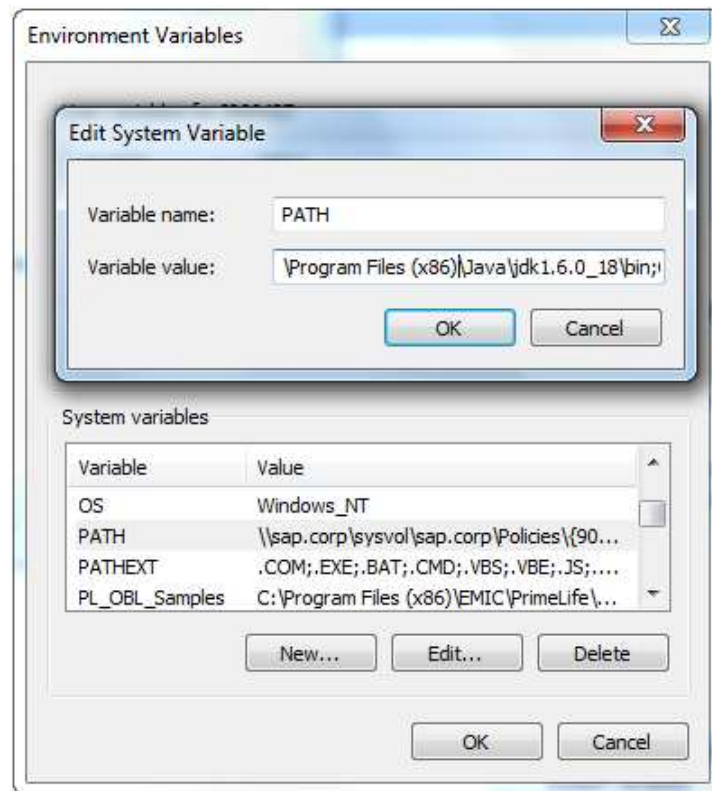 Environment Variables
Edit System Variable
Variable name: PATH
Variable value: \Program Files (x86)\Java\jdk1.6.0_18\bin;
OK Cancel
System variables
Variable Value
OS Windows_NT
PATH \\sap.corp\sysvol\sap.corp\Policies\{90...
PATHEXT .COM;.EXE;.BAT;.CMD;.VBS;.VBE;.JS;....
PL_OBL_Samples C:\Program Files (x86)\EMIC\PrimeLife\...
New... Edit... Delete
OK Cancel